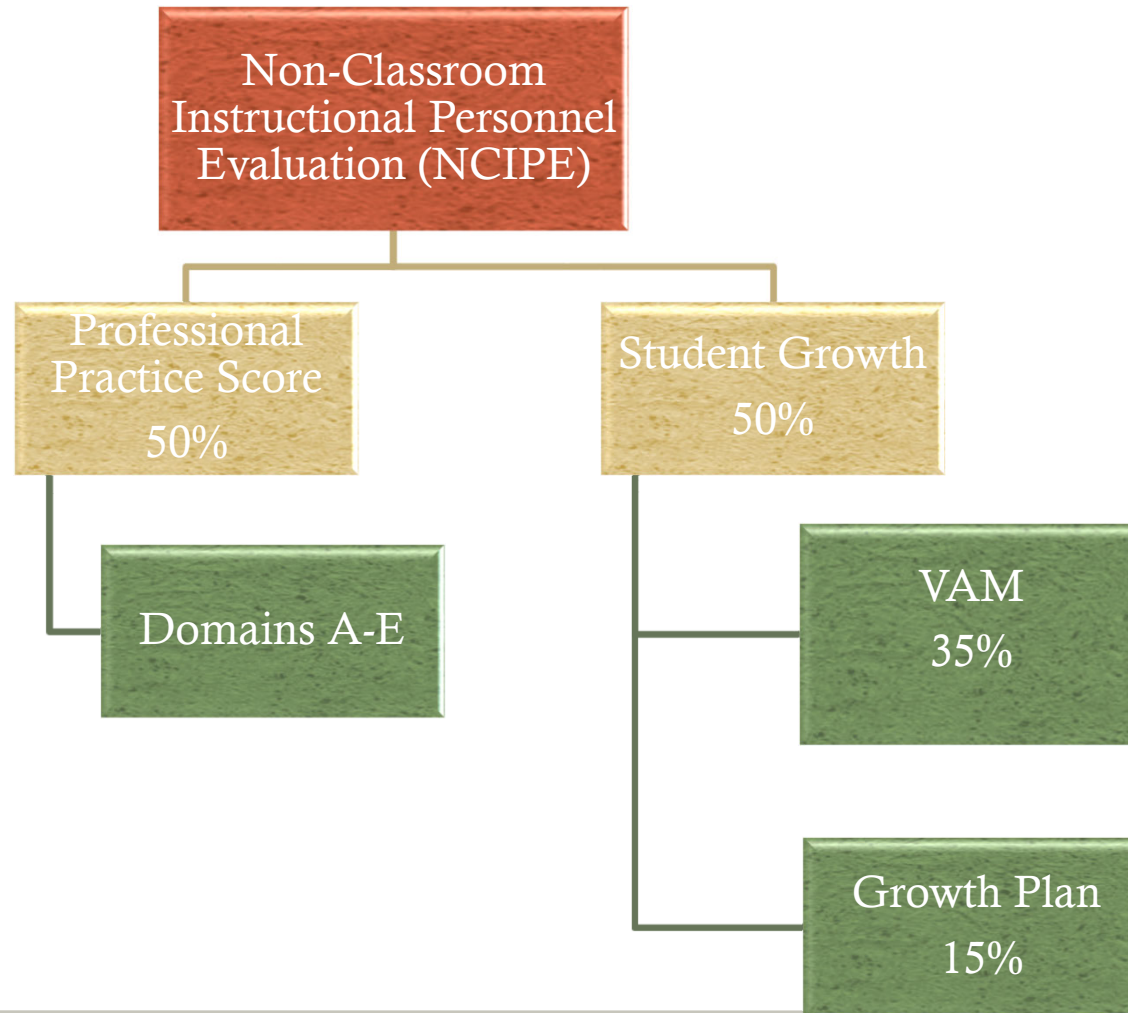 Non-Classroom
Instructional Personnel
Evaluation (NCIPE)
Professional
Practice Score
50%
Student Growth
50%
Domains A-E
VAM
35%
Growth Plan
15%